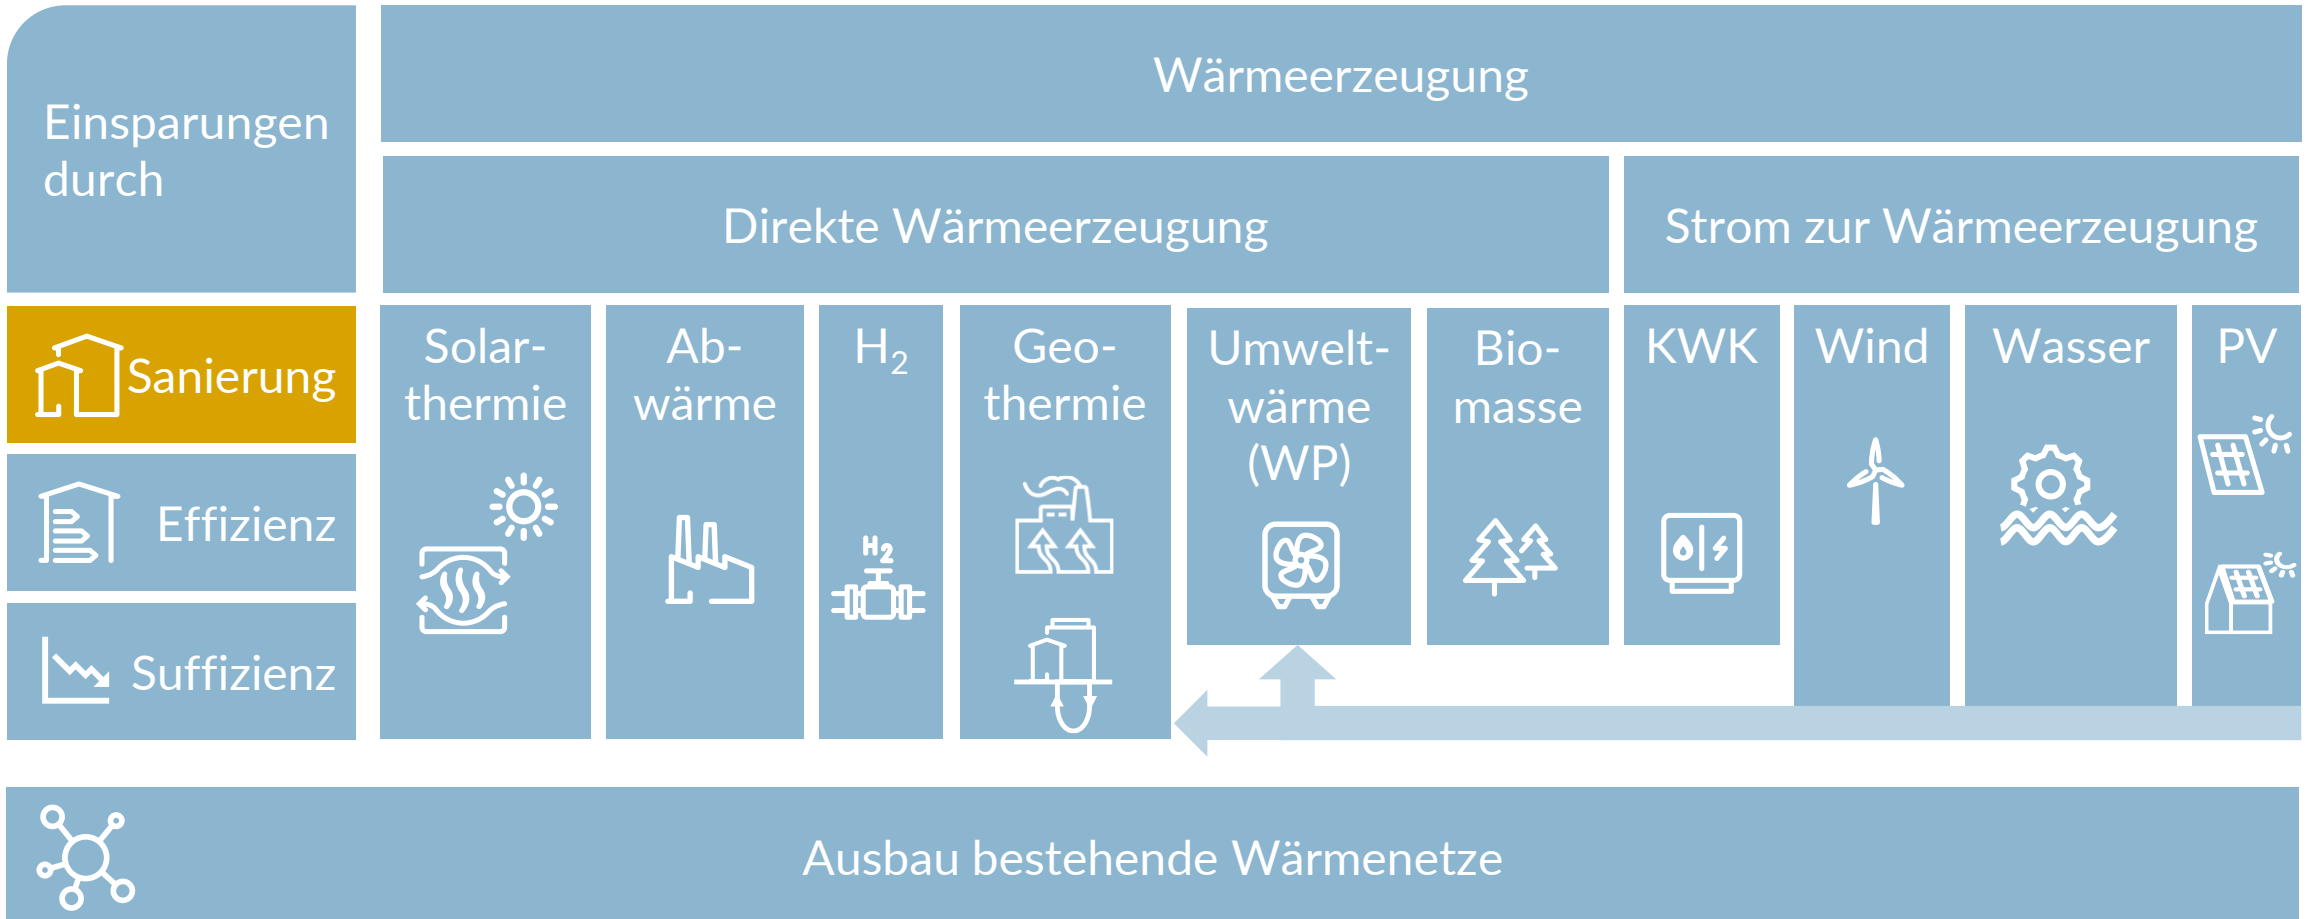 Einsparungen
durch
Wärmeerzeugung
Direkte Wärmeerzeugung
Strom zur Wärmeerzeugung
Sanierung
Effizienz
Suffizienz
Solar-
thermie
Ab-
wärme
H₂
H₂
Geo-
thermie
Umwelt-
wärme
(WP)
Bio-
masse
KWK
Wind
Wasser
PV
Ausbau bestehende Wärmenetze